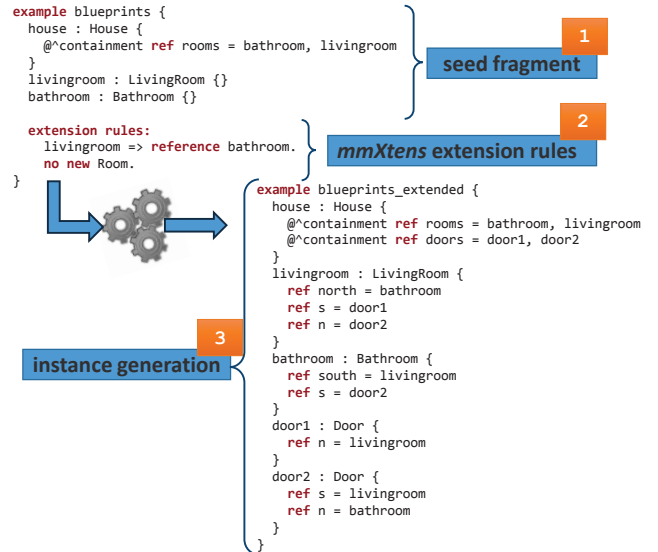 example blueprints {
house : House {
@^containment ref rooms = bathroom, livingroom
}
livingroom : LivingRoom {}
bathroom : Bathroom {}
1
seed fragment
extension rules:
livingroom => reference bathroom.
no new Room.
}
2
mmXtens extension rules
example blueprints_extended {
house : House {
@^containment ref rooms = bathroom, livingroom
@^containment ref doors = door1, door2
}
livingroom : LivingRoom {
ref north = bathroom
ref s = door1
ref n = door2
}
bathroom : Bathroom {
ref south = livingroom
ref s = door2
}
door1 : Door {
ref n = livingroom
}
door2 : Door {
ref s = livingroom
ref n = bathroom
}
}
3
instance generation